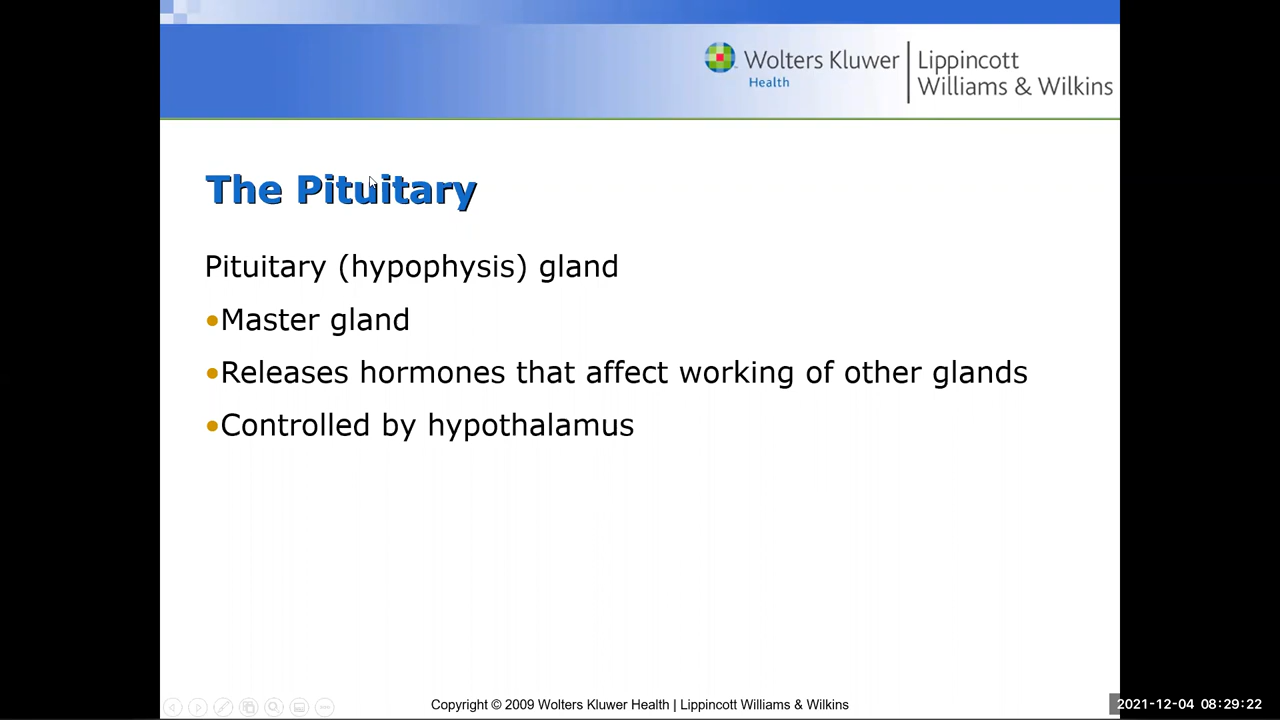 Wolters Kluwer
Health
Lippincott
Williams & Wilkins
The Pituitary
Pituitary (hypophysis) gland
•Master gland
•Releases hormones that affect working of other glands
•Controlled by hypothalamus
Copyright © 2009 Wolters Kluwer Health | Lippincott Williams & Wilkins
2021-12-04 08:29:22